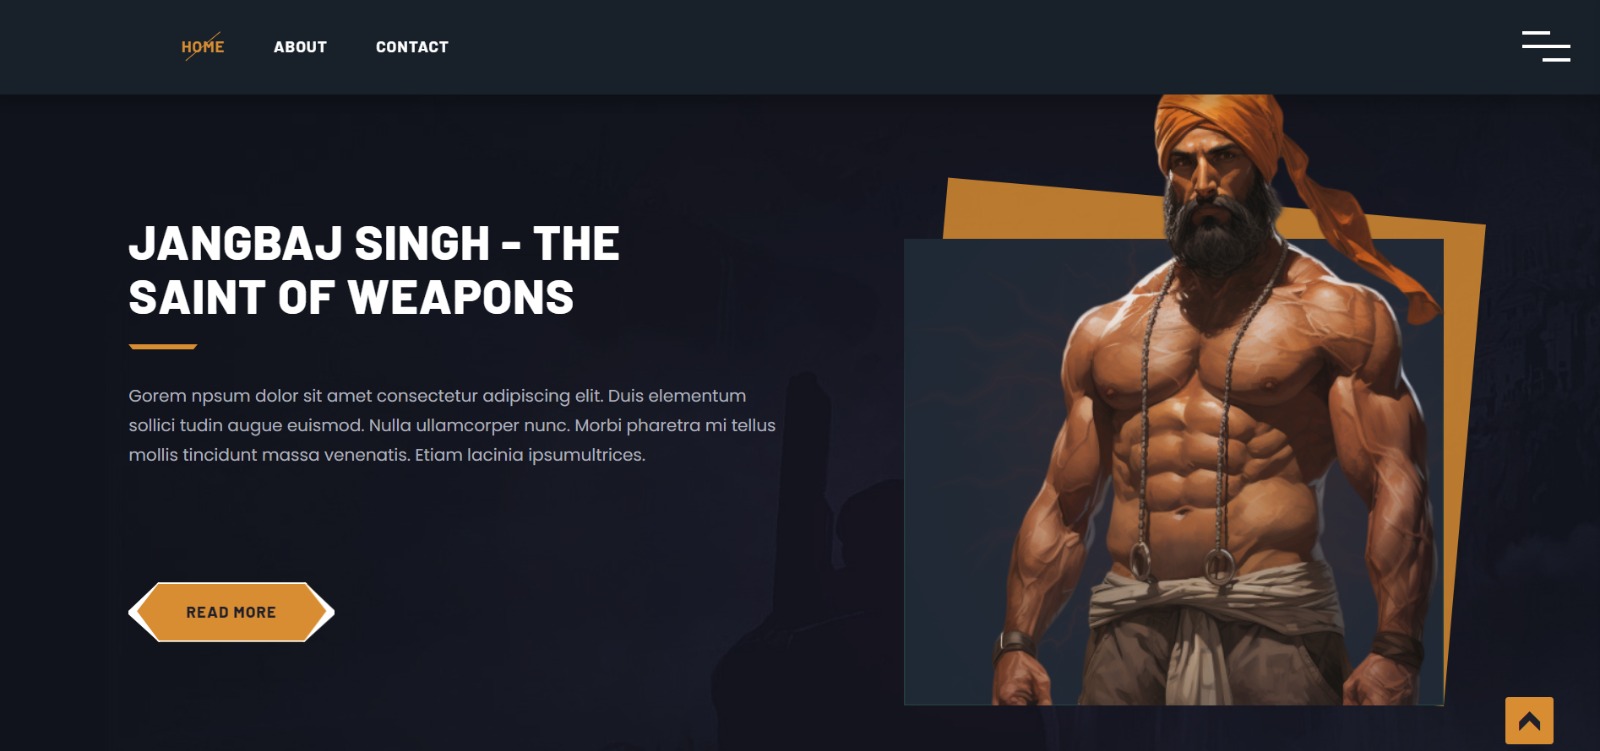 HOME ABOUT CONTACT
JANGBAJ SINGH - THE
SAINT OF WEAPONS
Gorem npsum dolor sit amet consectetur adipiscing elit. Duis elementum
sollici tudin augue euismod. Nulla ullamcorper nunc. Morbi pharetra mi tellus
mollis tincidunt massa venenatis. Etiam lacinia ipsumultrices.
READ MORE